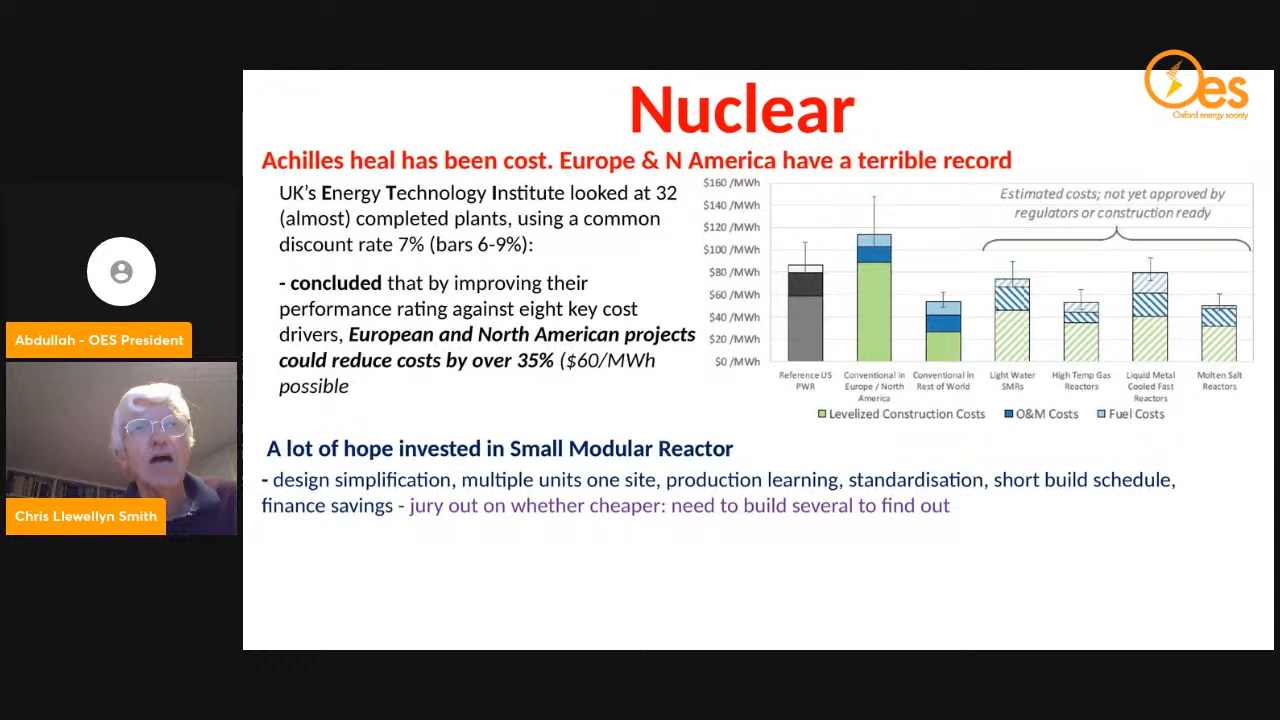 Oes
Oxford energy society
Nuclear
Achilles heal has been cost. Europe & N America have a terrible record
UK's Energy Technology Institute looked at 32
(almost) completed plants, using a common
discount rate 7% (bars 6-9%):
- concluded that by improving their
performance rating against eight key cost
drivers, European and North American projects
could reduce costs by over 35% ($60/MWh
possible
$160 /MWh
$140 /MWh
$120 /MWh
$100 /MWh
$80 /MWh
$60 /MWh
$40 /MWh
$20 /MWh
$0 /MWh
Estimated costs; not yet approved by
regulators or construction ready
Reference US
PWR
Conventional in
Europe / North
America
Conventional in
Rest of World
Light Water
SMRs
High Temp Gas
Reactors
Liquid Metal
Cooled Fast
Reactors
Molten Salt
Reactors
Levelized Construction Costs
O&M Costs
Fuel Costs
A lot of hope invested in Small Modular Reactor
- design simplification, multiple units one site, production learning, standardisation, short build schedule,
finance savings - jury out on whether cheaper: need to build several to find out
Abdullah - OES President
Chris Llewellyn Smith